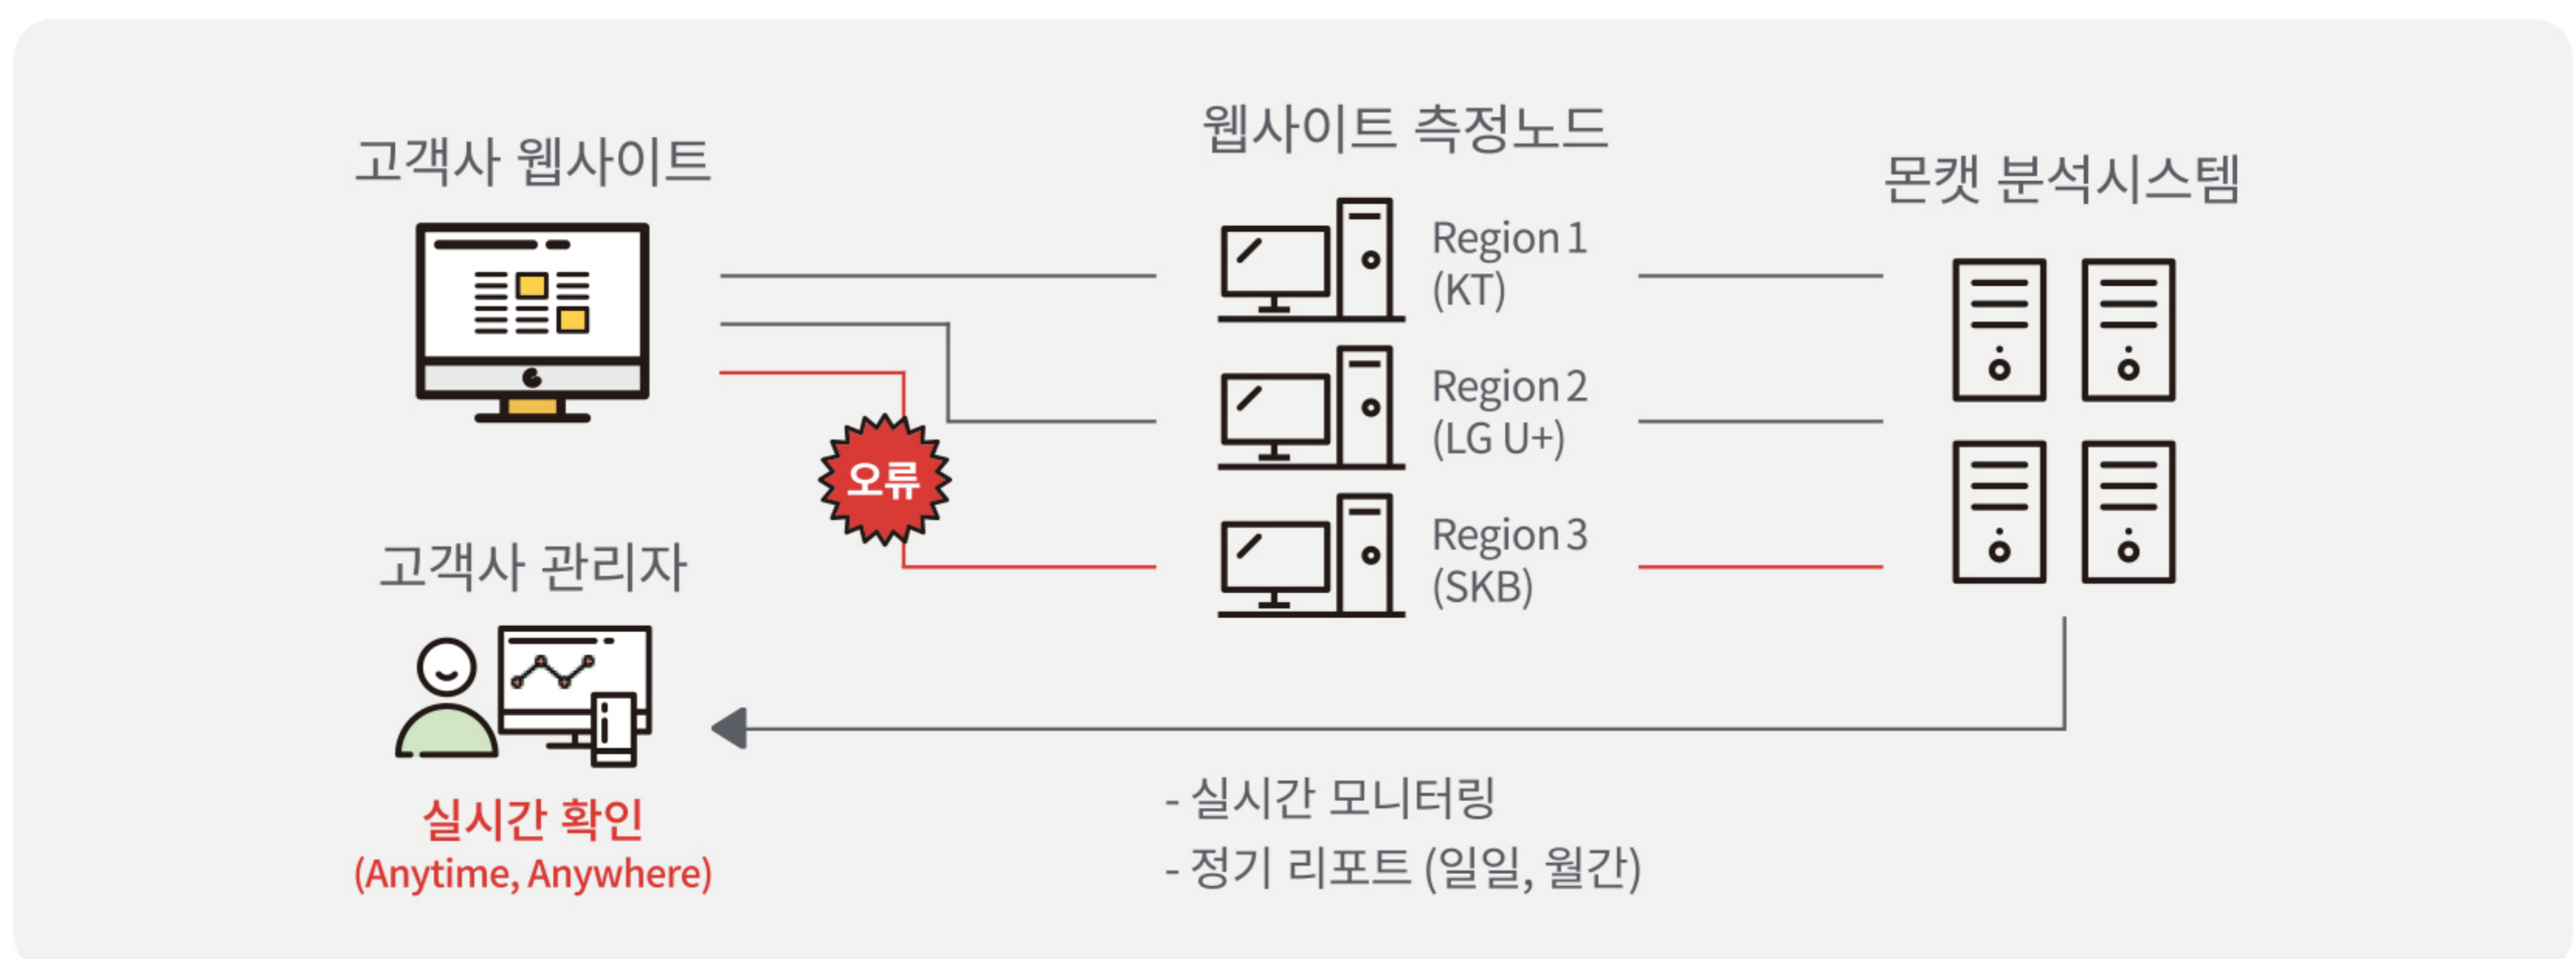 고객사 웹사이트
웹사이트 측정노드
몬캣 분석시스템
Region 1
(KT)
Region 2
(LG U+)
오류
Region 3
(SKB)
고객사 관리자
실시간 확인
(Anytime, Anywhere)
- 실시간 모니터링
- 정기 리포트 (일일, 월간)